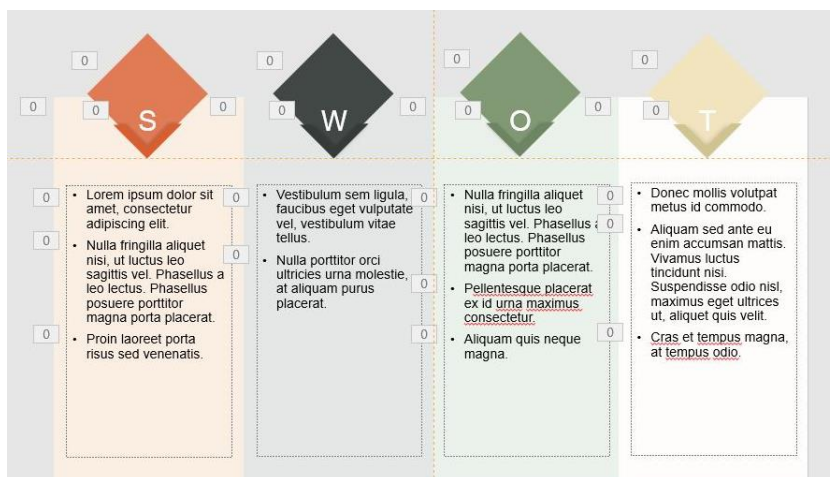 0
0
0
0
0
0
0
0
0
0
0
0
S
W
O
T
0
0
0
0
0
0
0
0
0
0
0
• Lorem ipsum dolor sit
amet, consectetur
adipiscing elit.
• Nulla fringilla aliquet
nisi, ut luctus leo
sagittis vel. Phasellus a
leo lectus. Phasellus
posuere porttitor
magna porta placerat.
• Proin laoreet porta
risus sed venenatis.
• Vestibulum sem ligula,
faucibus eget vulputate
vel, vestibulum vitae
tellus.
• Nulla porttitor orci
ultricies urna molestie,
at aliquam purus
placerat.
• Nulla fringilla aliquet
nisi, ut luctus leo
sagittis vel. Phasellus a
leo lectus. Phasellus
posuere porttitor
magna porta placerat.
• Pellentesque placerat
ex id urna maximus
consectetur.
• Aliquam quis neque
magna.
• Donec mollis volutpat
metus id commodo.
• Aliquam sed ante eu
enim accumsan mattis.
Vivamus luctus
tincidunt nisi.
Suspendisse odio nisl,
maximus eget ultrices
ut, aliquet quis velit.
• Cras et tempus magna,
at tempus odio.